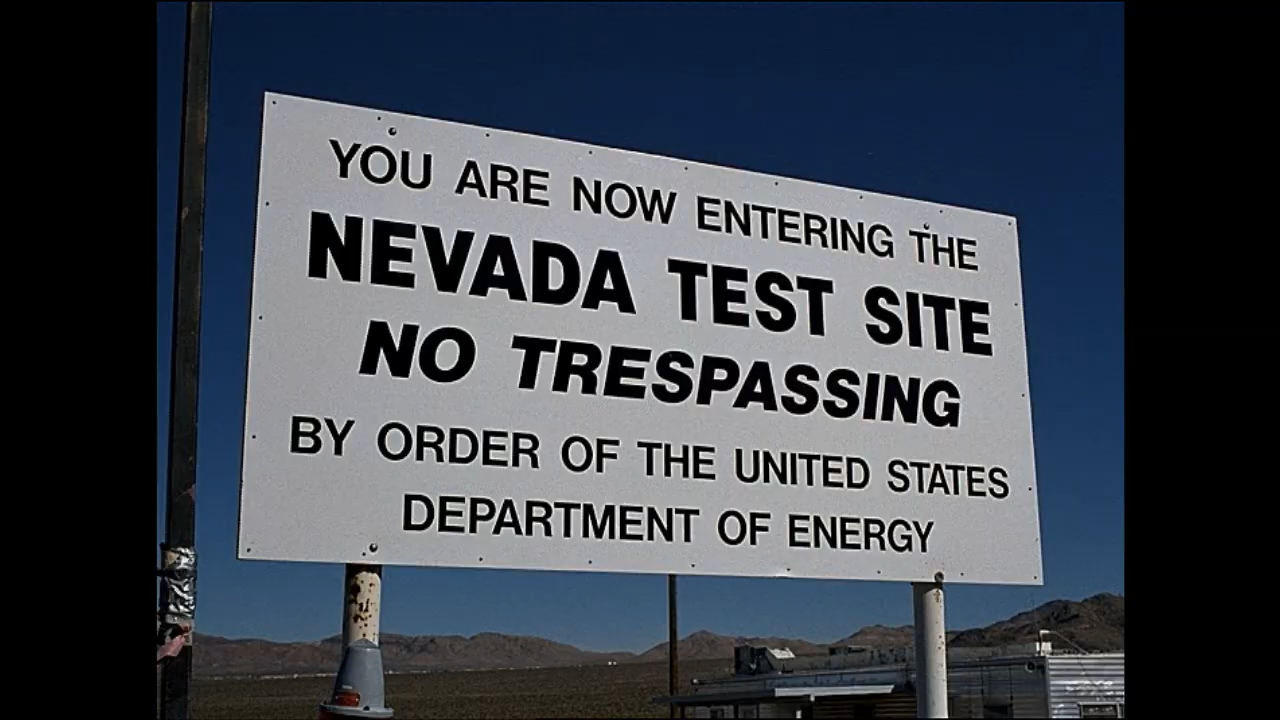 YOU ARE NOW ENTERING THE
NEVADA TEST SITE
NO TRESPASSING
BY ORDER OF THE UNITED STATES
DEPARTMENT OF ENERGY